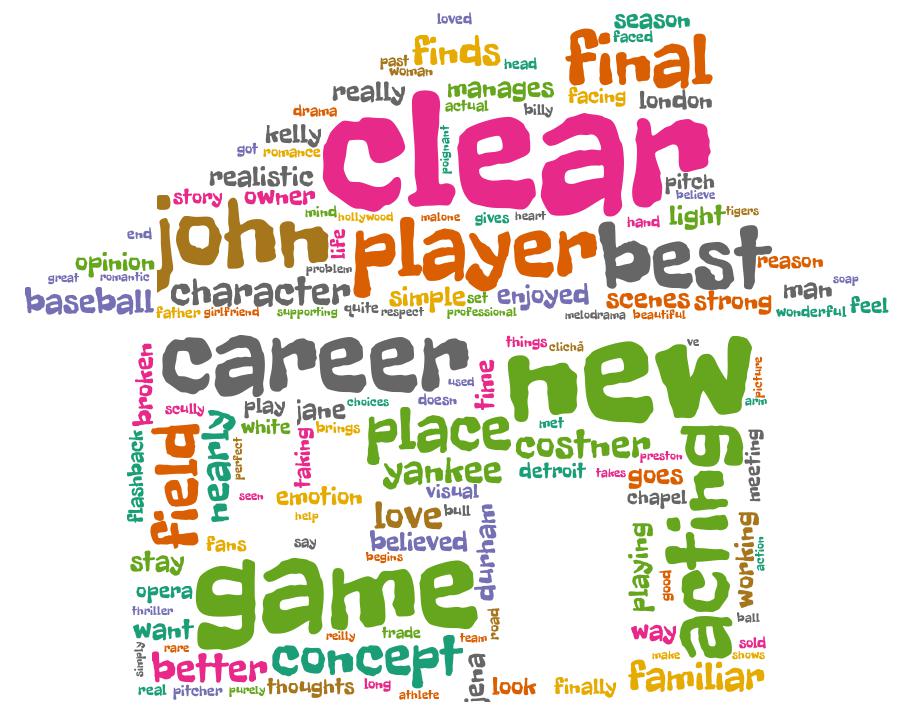 loved
season
faced
finds
final
past
head
woman
really
manages
facing
london
actual
billy
drama
clear
kelly
poignant
got
romance
realistic
pitch
believe
story
owner
john
mind
hollywood
malone
gives
heart
hand
light
tigers
end
life
player
best
opinion
problem
reason
great
romantic
character
simple
set
enjoyed
scenes
strong
man
soap
baseball
father
girlfriend
supporting
quite
respect
professional
melodrama
beautiful
wonderful
feel
broken
career
things
clichã
ve
new
picture
used
time
scully
play
jane
choices
doesn
arm
flashback
field
nearly
white
taking
brings
place
met
costner
acting
meeting
perfect
yankee
detroit
takes
preston
goes
seen
emotion
visual
chapel
help
love
bull
durham
fans
say
believed
playing
good
working
action
stay
begins
game
opera
thriller
want
reilly
trade
team
road
way
ball
rare
sold
simply
better
concept
make
shows
real
pitcher
purely
thoughts
long
athlete
jena
look
finally
familiar